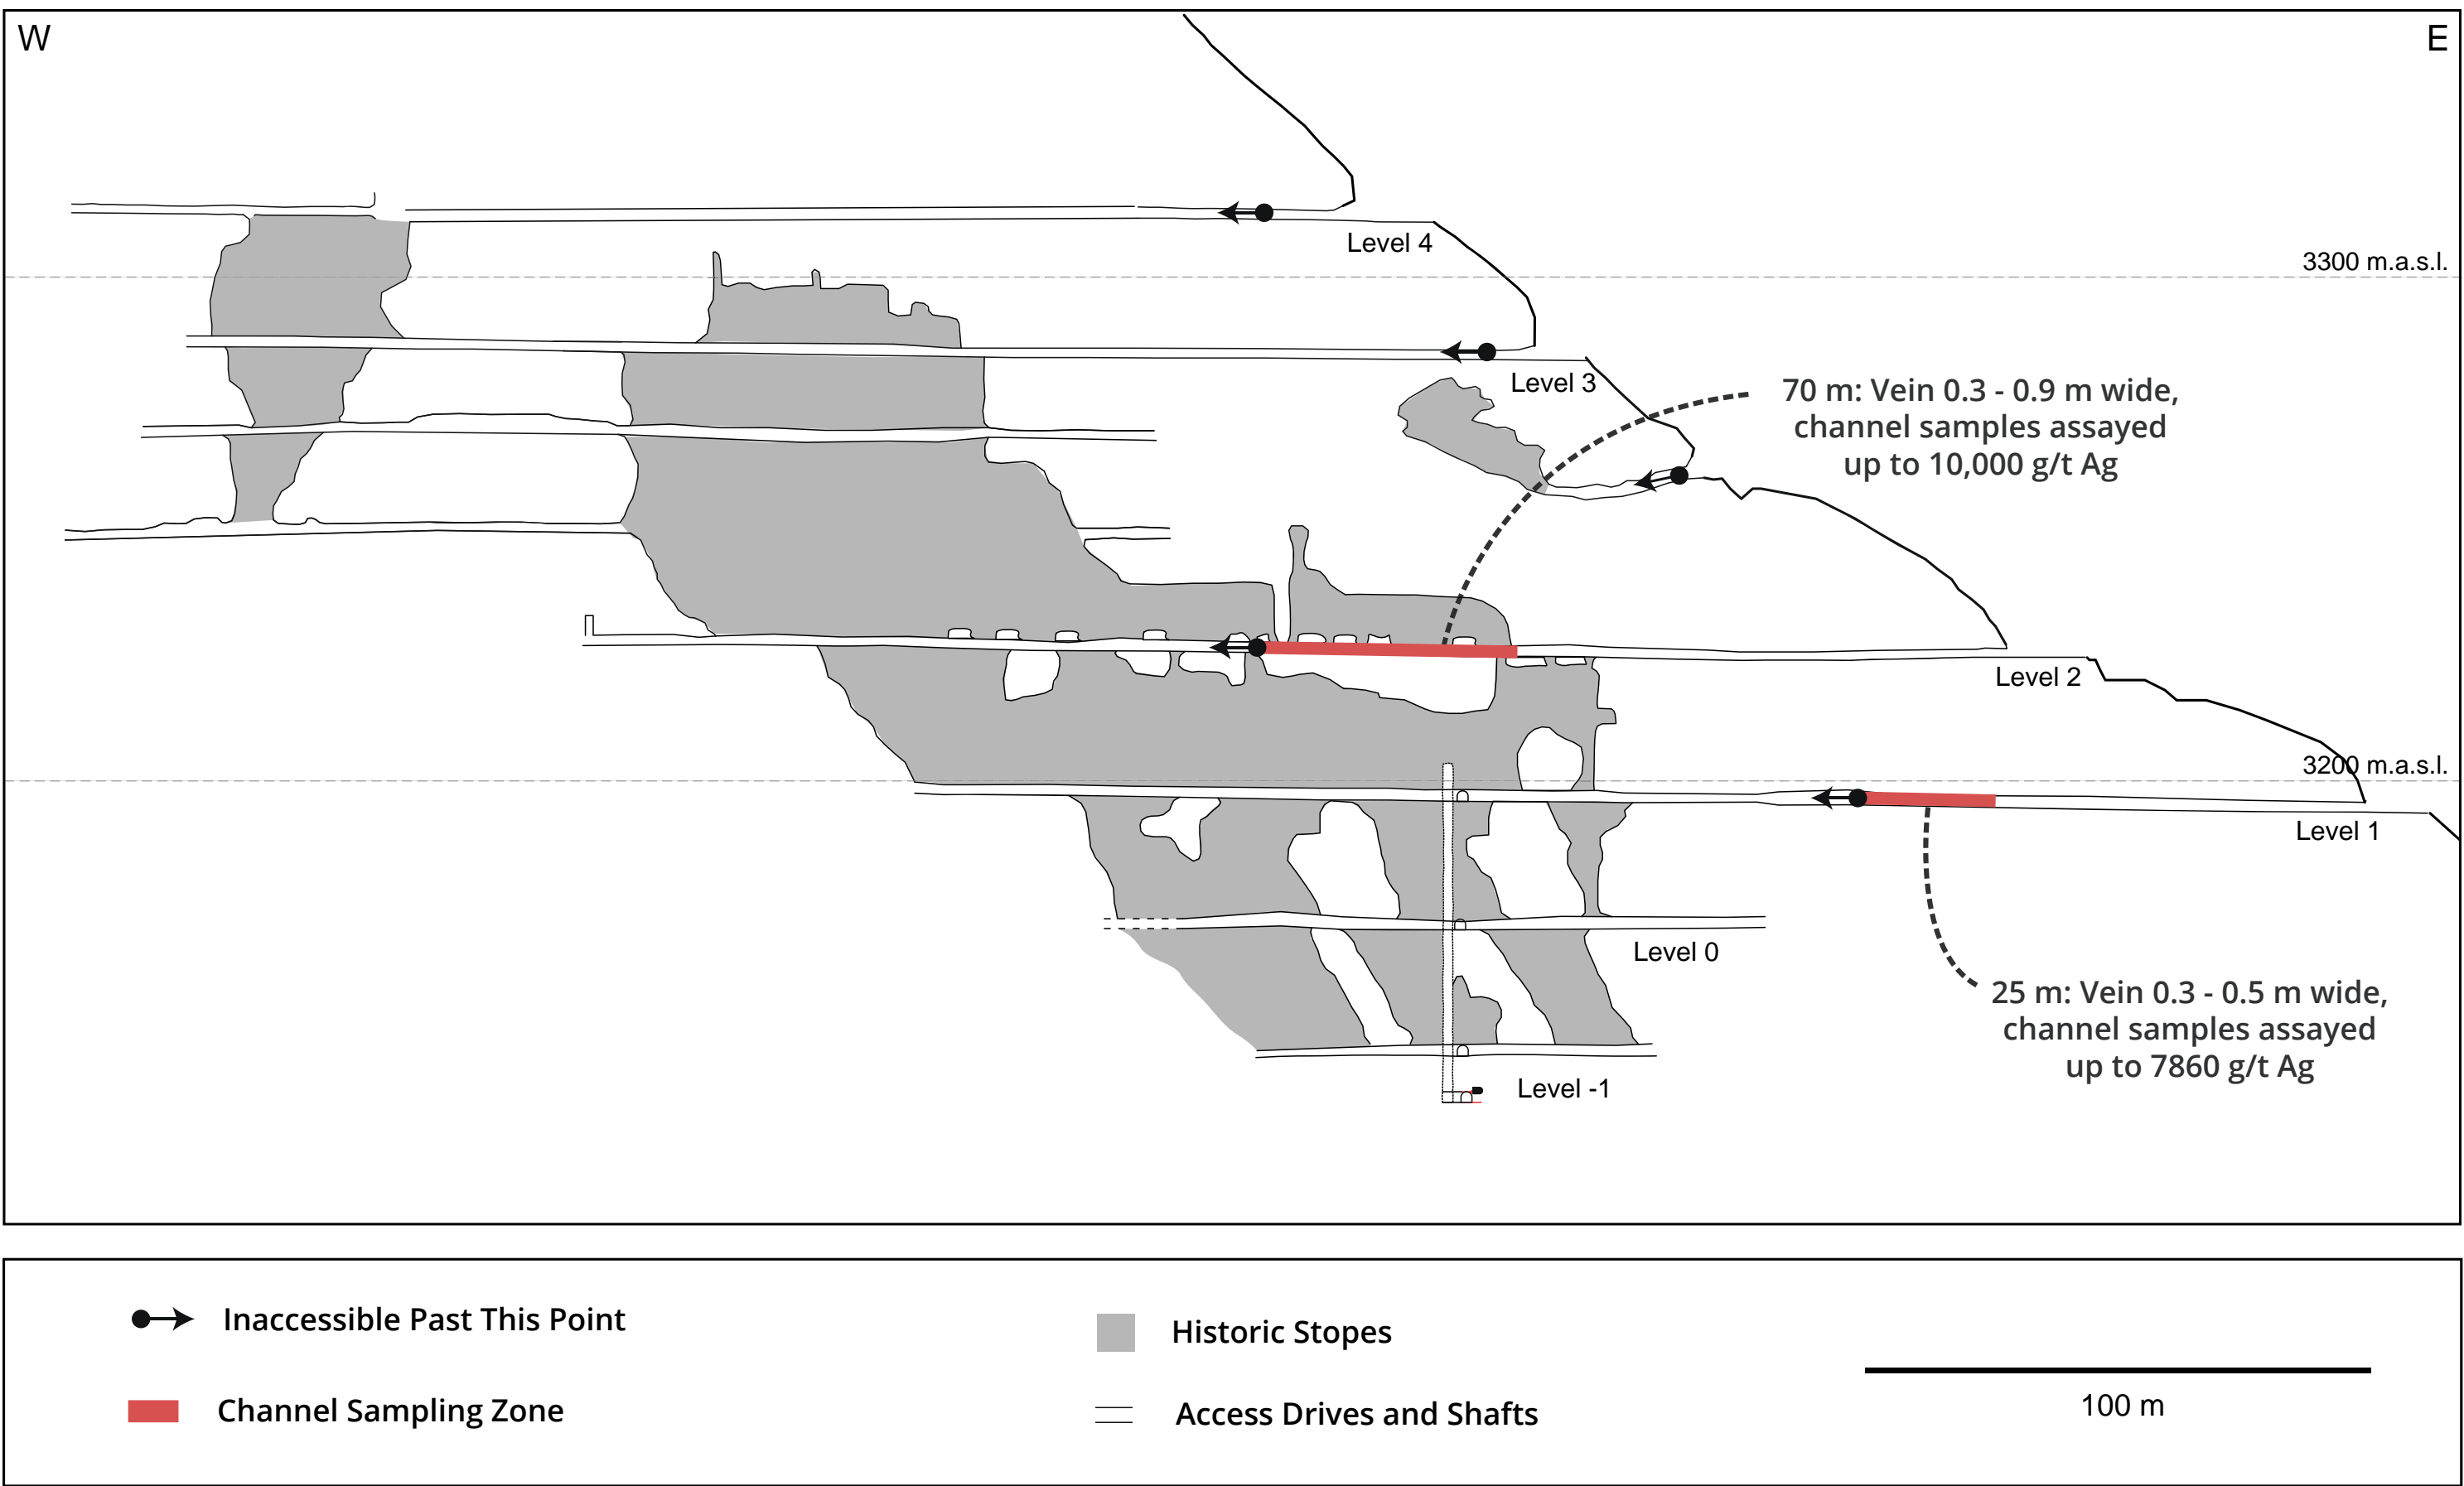 W
E
Level 4
3300 m.a.s.l.
Level 3
70 m: Vein 0.3 - 0.9 m wide,
channel samples assayed
up to 10,000 g/t Ag
Level 2
3200 m.a.s.l.
Level 1
Level 0
25 m: Vein 0.3 - 0.5 m wide,
channel samples assayed
up to 7860 g/t Ag
Level -1
Inaccessible Past This Point
Historic Stopes
Channel Sampling Zone
Access Drives and Shafts
100 m